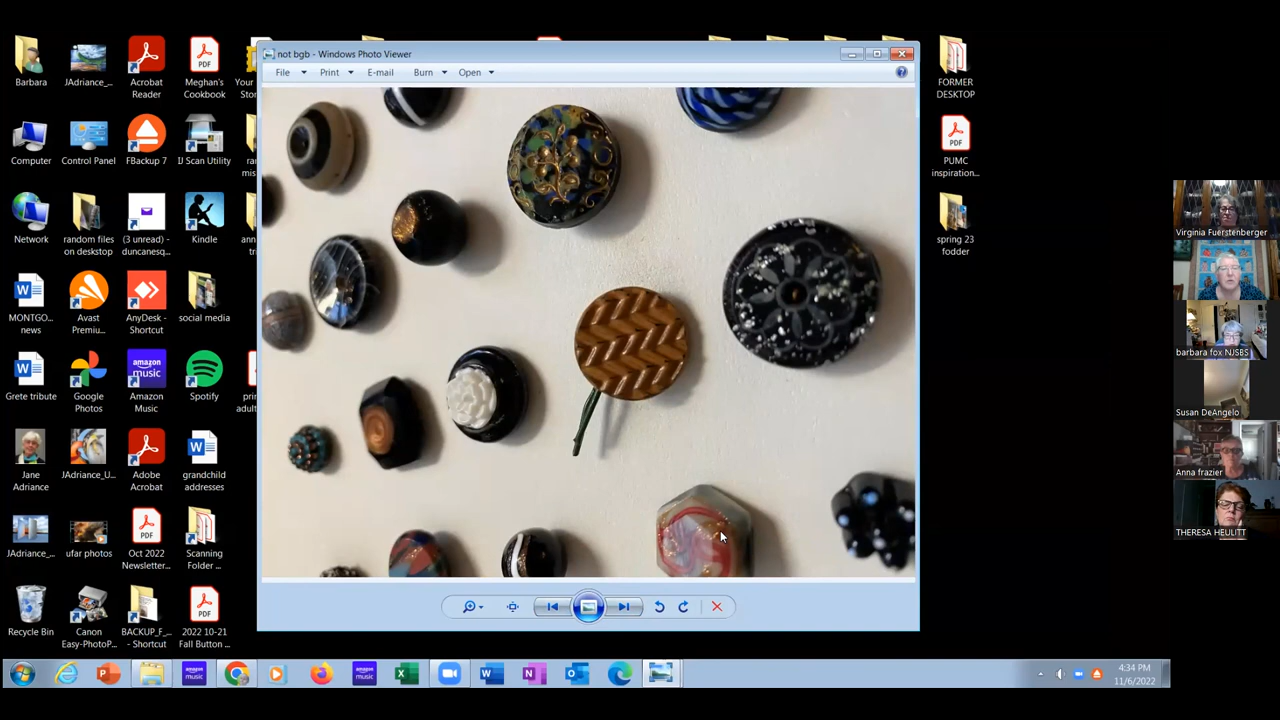 not bgb - Windows Photo Viewer
File
Print
E-mail
Burn
Open
Barbara
JAdriance_...
Acrobat
Reader
Meghan's
Cookbook
Computer
Control Panel
FBackup 7
IJ Scan Utility
Network
random files
on deskstop
(3 unread) -
duncanesq...
Kindle
MONTGO...
news
Avast
Premiu...
AnyDesk -
Shortcut
social media
Grete tribute
Google
Photos
amazon
music
Amazon
Music
Spotify
Jane
Adriance
JAdriance_U...
Adobe
Acrobat
grandchild
addresses
JAdriance_...
ufar photos
Oct 2022
Newsletter...
Scanning
Folder ...
Recycle Bin
Canon
Easy-PhotoP...
BACKUP_F_...
- Shortcut
2022 10-21
Fall Button ...
FORMER
DESKTOP
PDF
PUMC
inspiration...
spring 23
fodder
Virginia Fuerstenberger
barbara fox NJSBS
Susan DeAngelo
Anna frazier
THERESA HEULITT
4:34 PM
11/6/2022